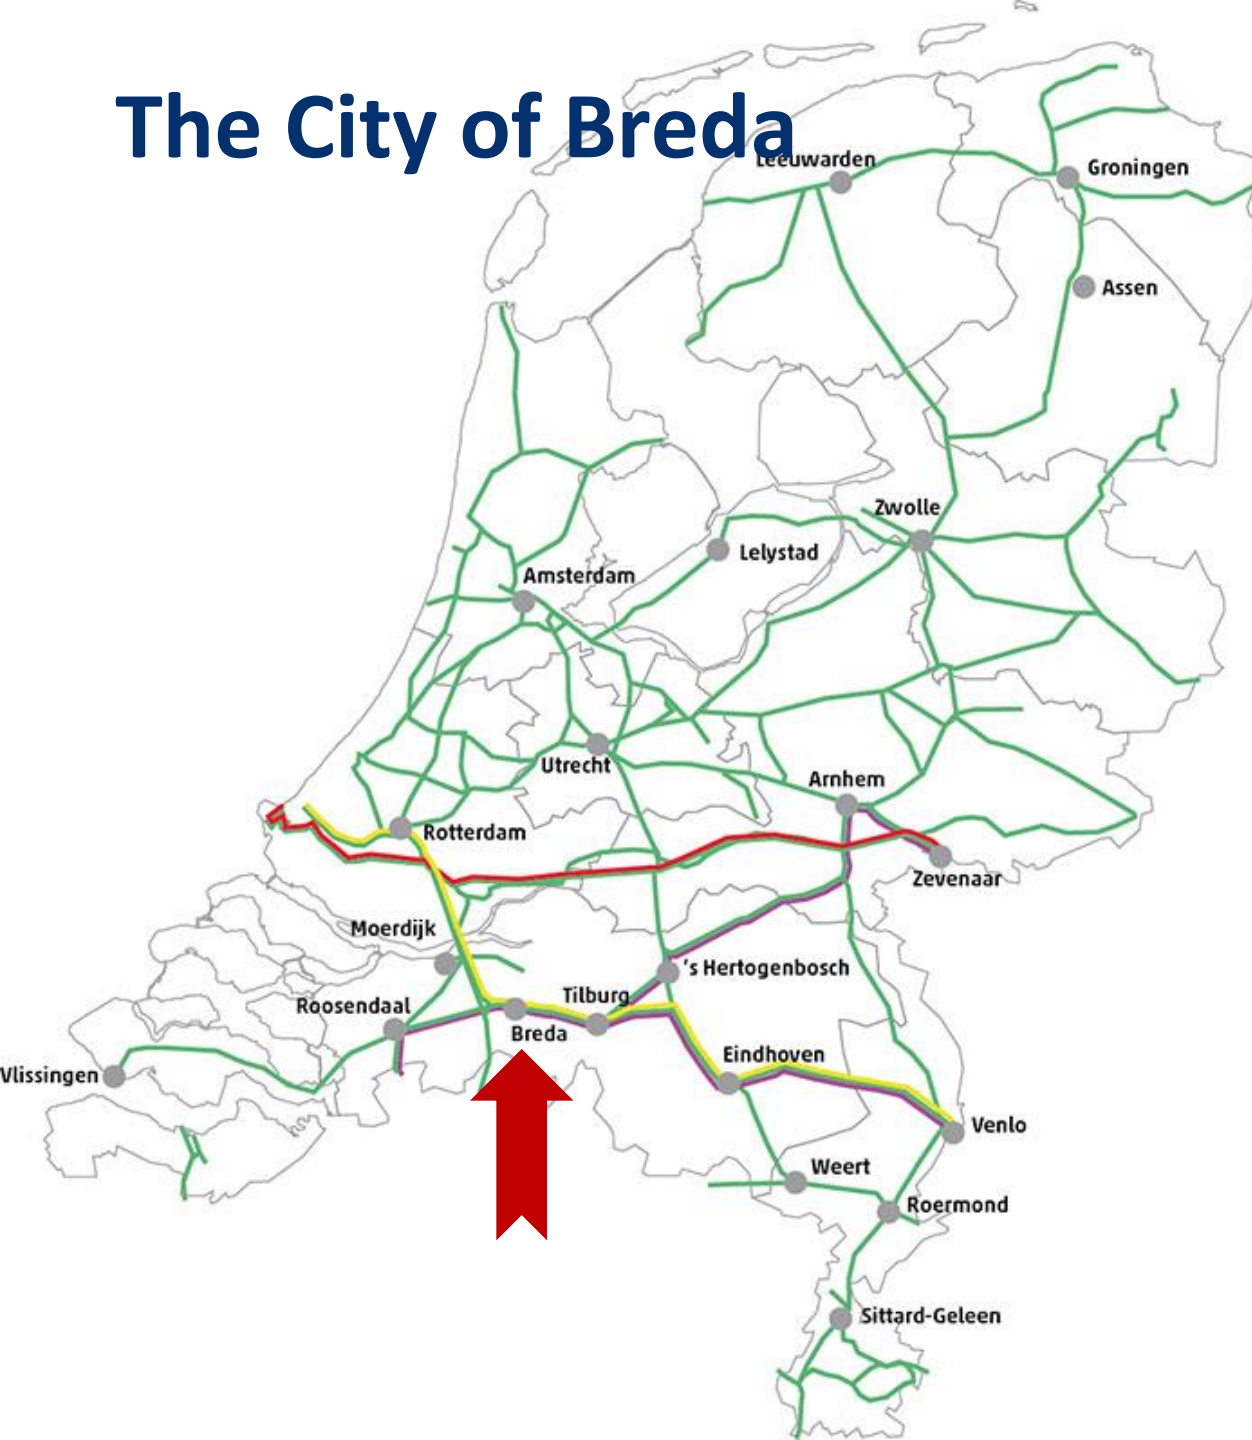 The City of Breda
Leeuwarden
Groningen
Assen
Zwolle
Lelystad
Amsterdam
Utrecht
Arnhem
Rotterdam
Zevenaar
Moerdijk
's Hertogenbosch
Tilburg
Roosendaal
Breda
Eindhoven
Vlissingen
Venlo
Weert
Roermond
Sittard-Geleen